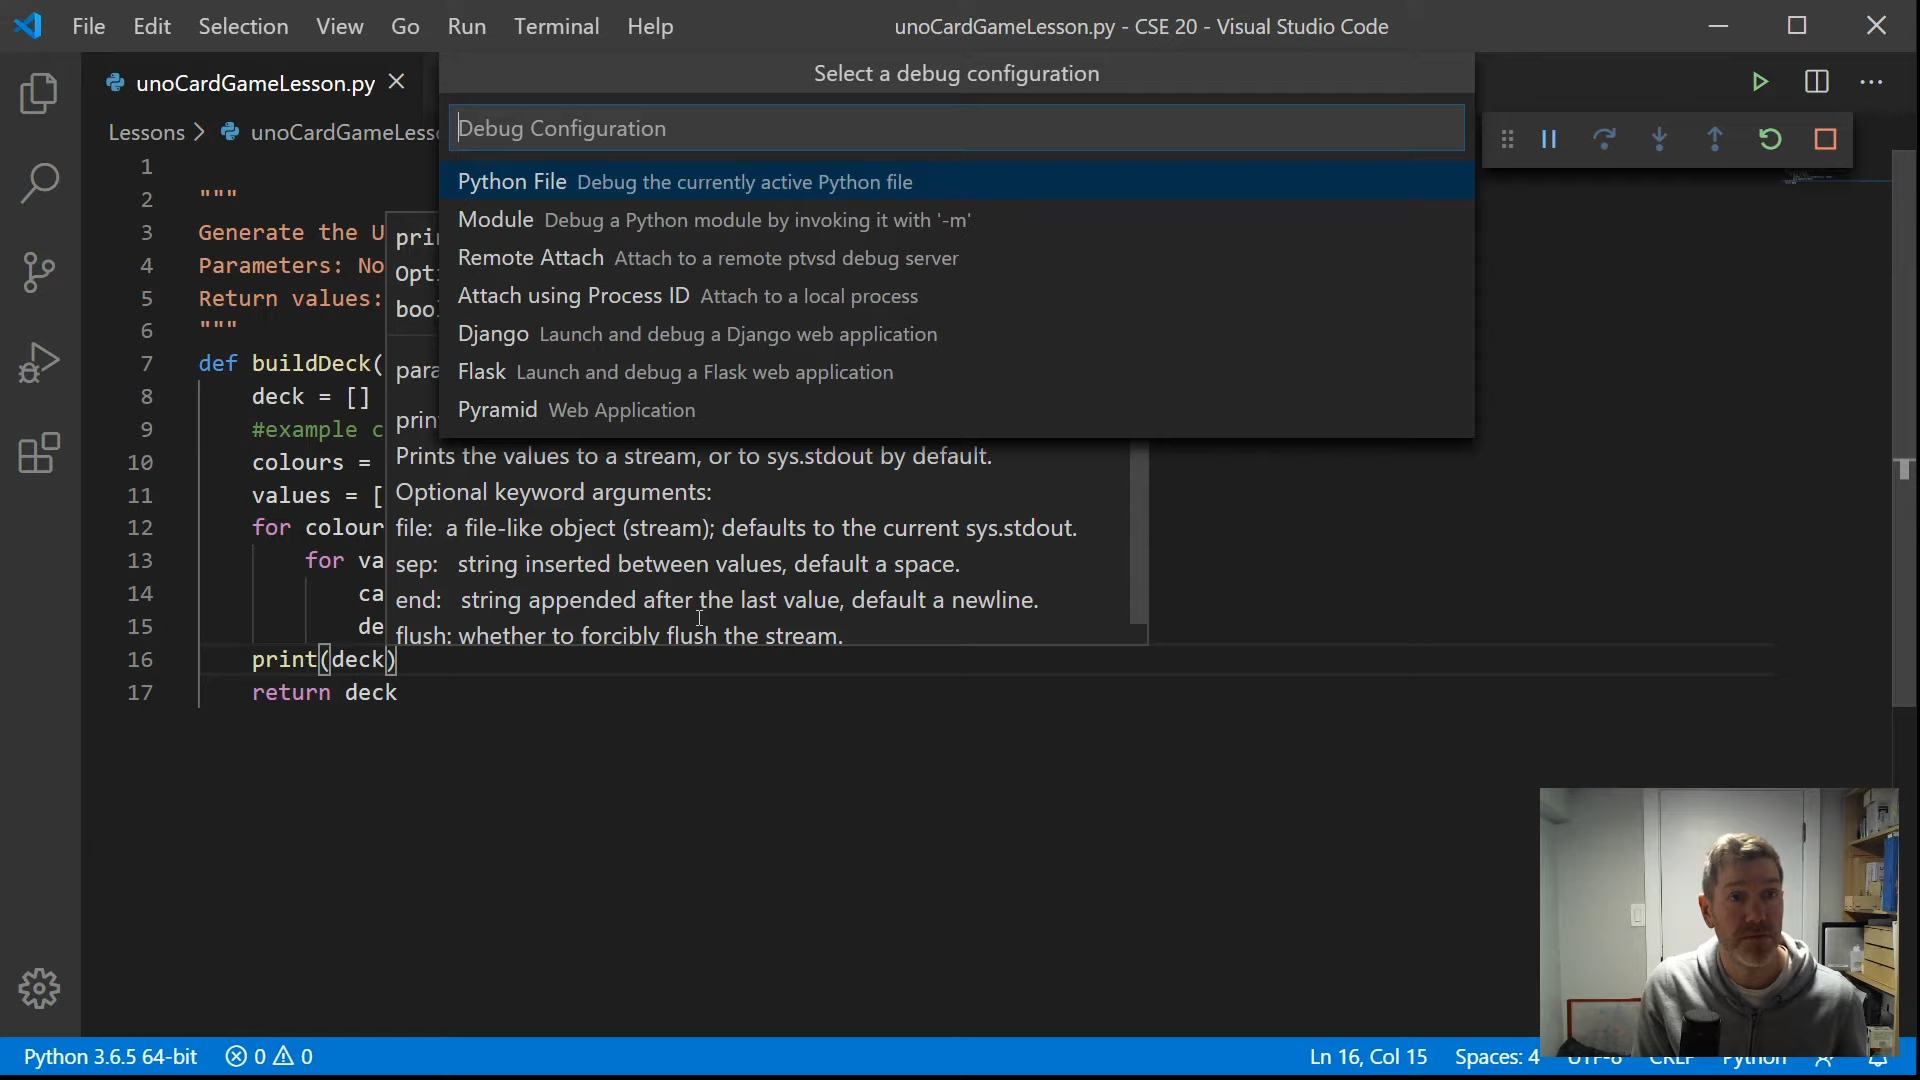 File Edit Selection View Go Run Terminal Help
unoCardGameLesson.py - CSE 20 - Visual Studio Code
unoCardGameLesson.py
Select a debug configuration
Lessons > unoCardGameLess
Debug Configuration
Python File Debug the currently active Python file
Module Debug a Python module by invoking it with '-m'
Remote Attach Attach to a remote ptvsd debug server
Attach using Process ID Attach to a local process
Django Launch and debug a Django web application
Flask Launch and debug a Flask web application
Pyramid Web Application
1
2 """
3 Generate the U
4 Parameters: No
5 Return values:
6 """
7 def buildDeck(
8 deck = []
9 #example c
10 colours =
11 values = [
12 for colour
13 for va
14 ca
15 de
16 print(deck)
17 return deck
prin
Opti
bool
para
prin
Prints the values to a stream, or to sys.stdout by default.
Optional keyword arguments:
file: a file-like object (stream); defaults to the current sys.stdout.
sep: string inserted between values, default a space.
end: string appended after the last value, default a newline.
flush: whether to forcibly flush the stream.
Python 3.6.5 64-bit 0 0
Ln 16, Col 15 Spaces: 4 UTF-8 CRLF Python